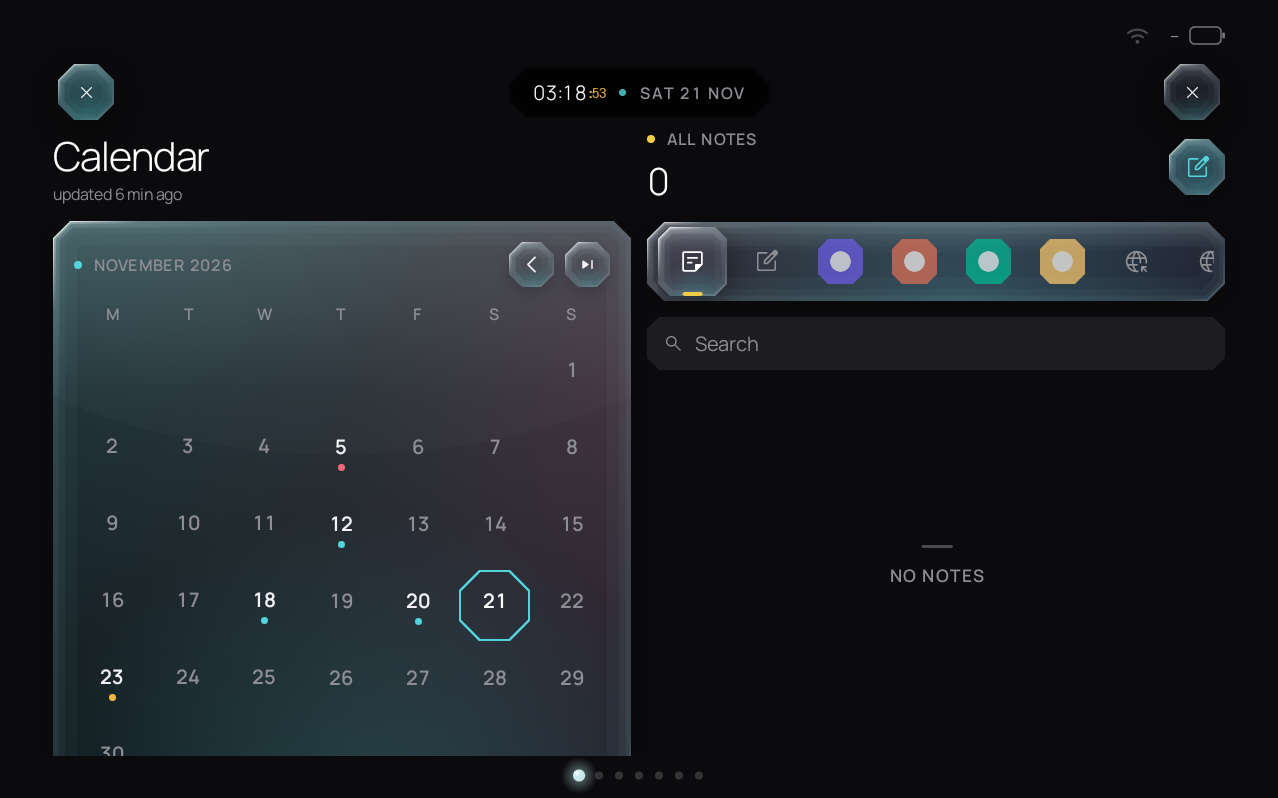 –
03:18:53 SAT 21 NOV
Calendar
updated 6 min ago
NOVEMBER 2026
M T W T F S S
1
2 3 4 5 6 7 8
9 10 11 12 13 14 15
16 17 18 19 20 21 22
23 24 25 26 27 28 29
30
ALL NOTES
0
Search
NO NOTES